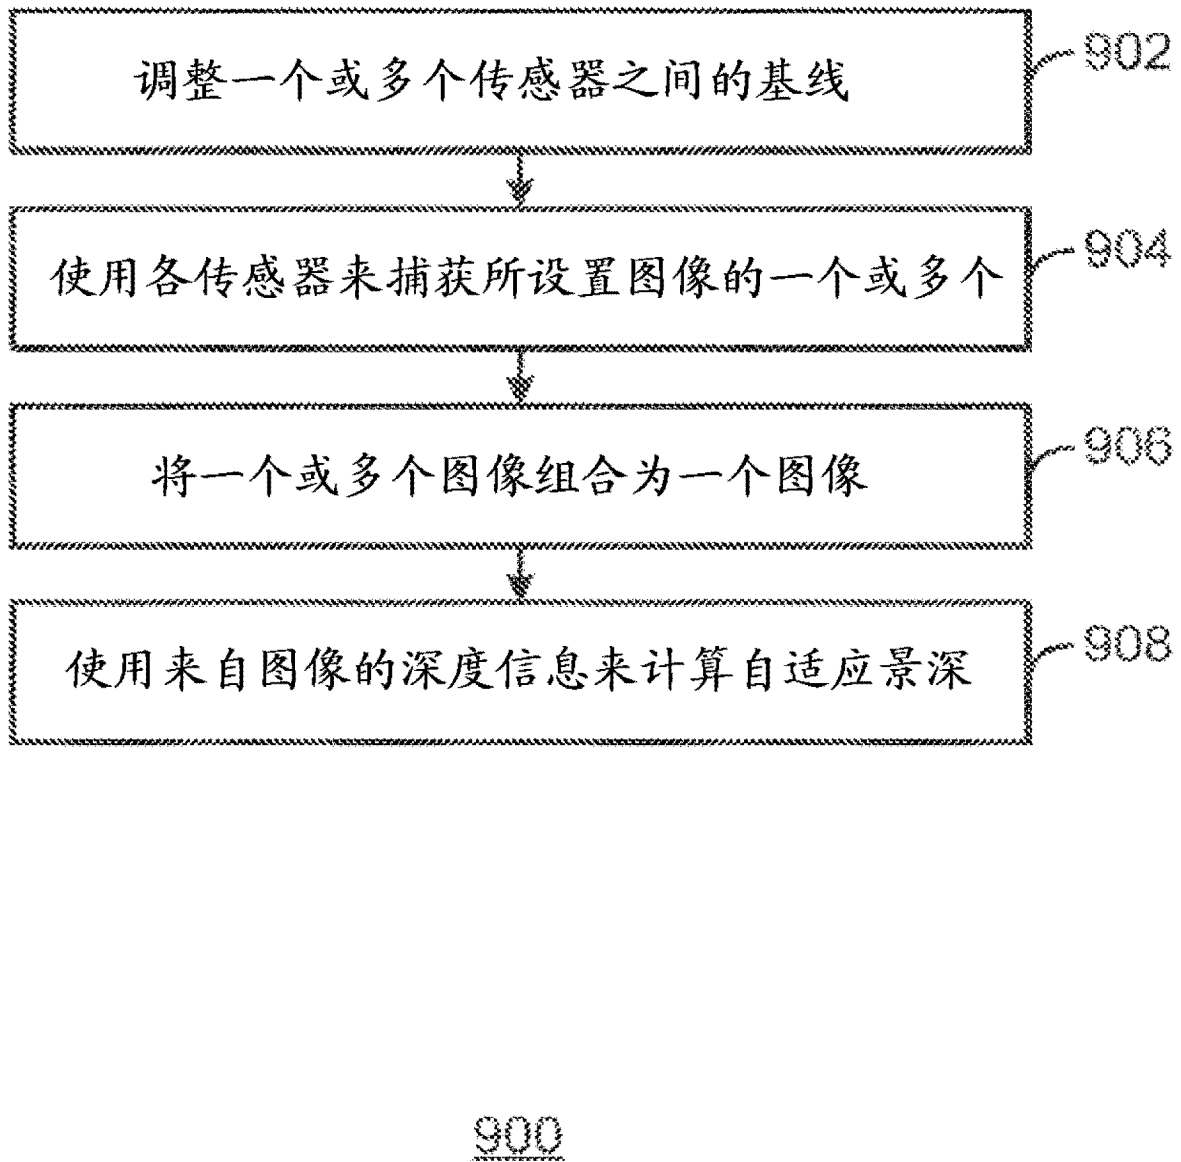 调整一个或多个传感器之间的基线
902
使用各传感器来捕获所设置图像的一个或多个
904
将一个或多个图像组合为一个图像
906
使用来自图像的深度信息来计算自适应景深
908
900